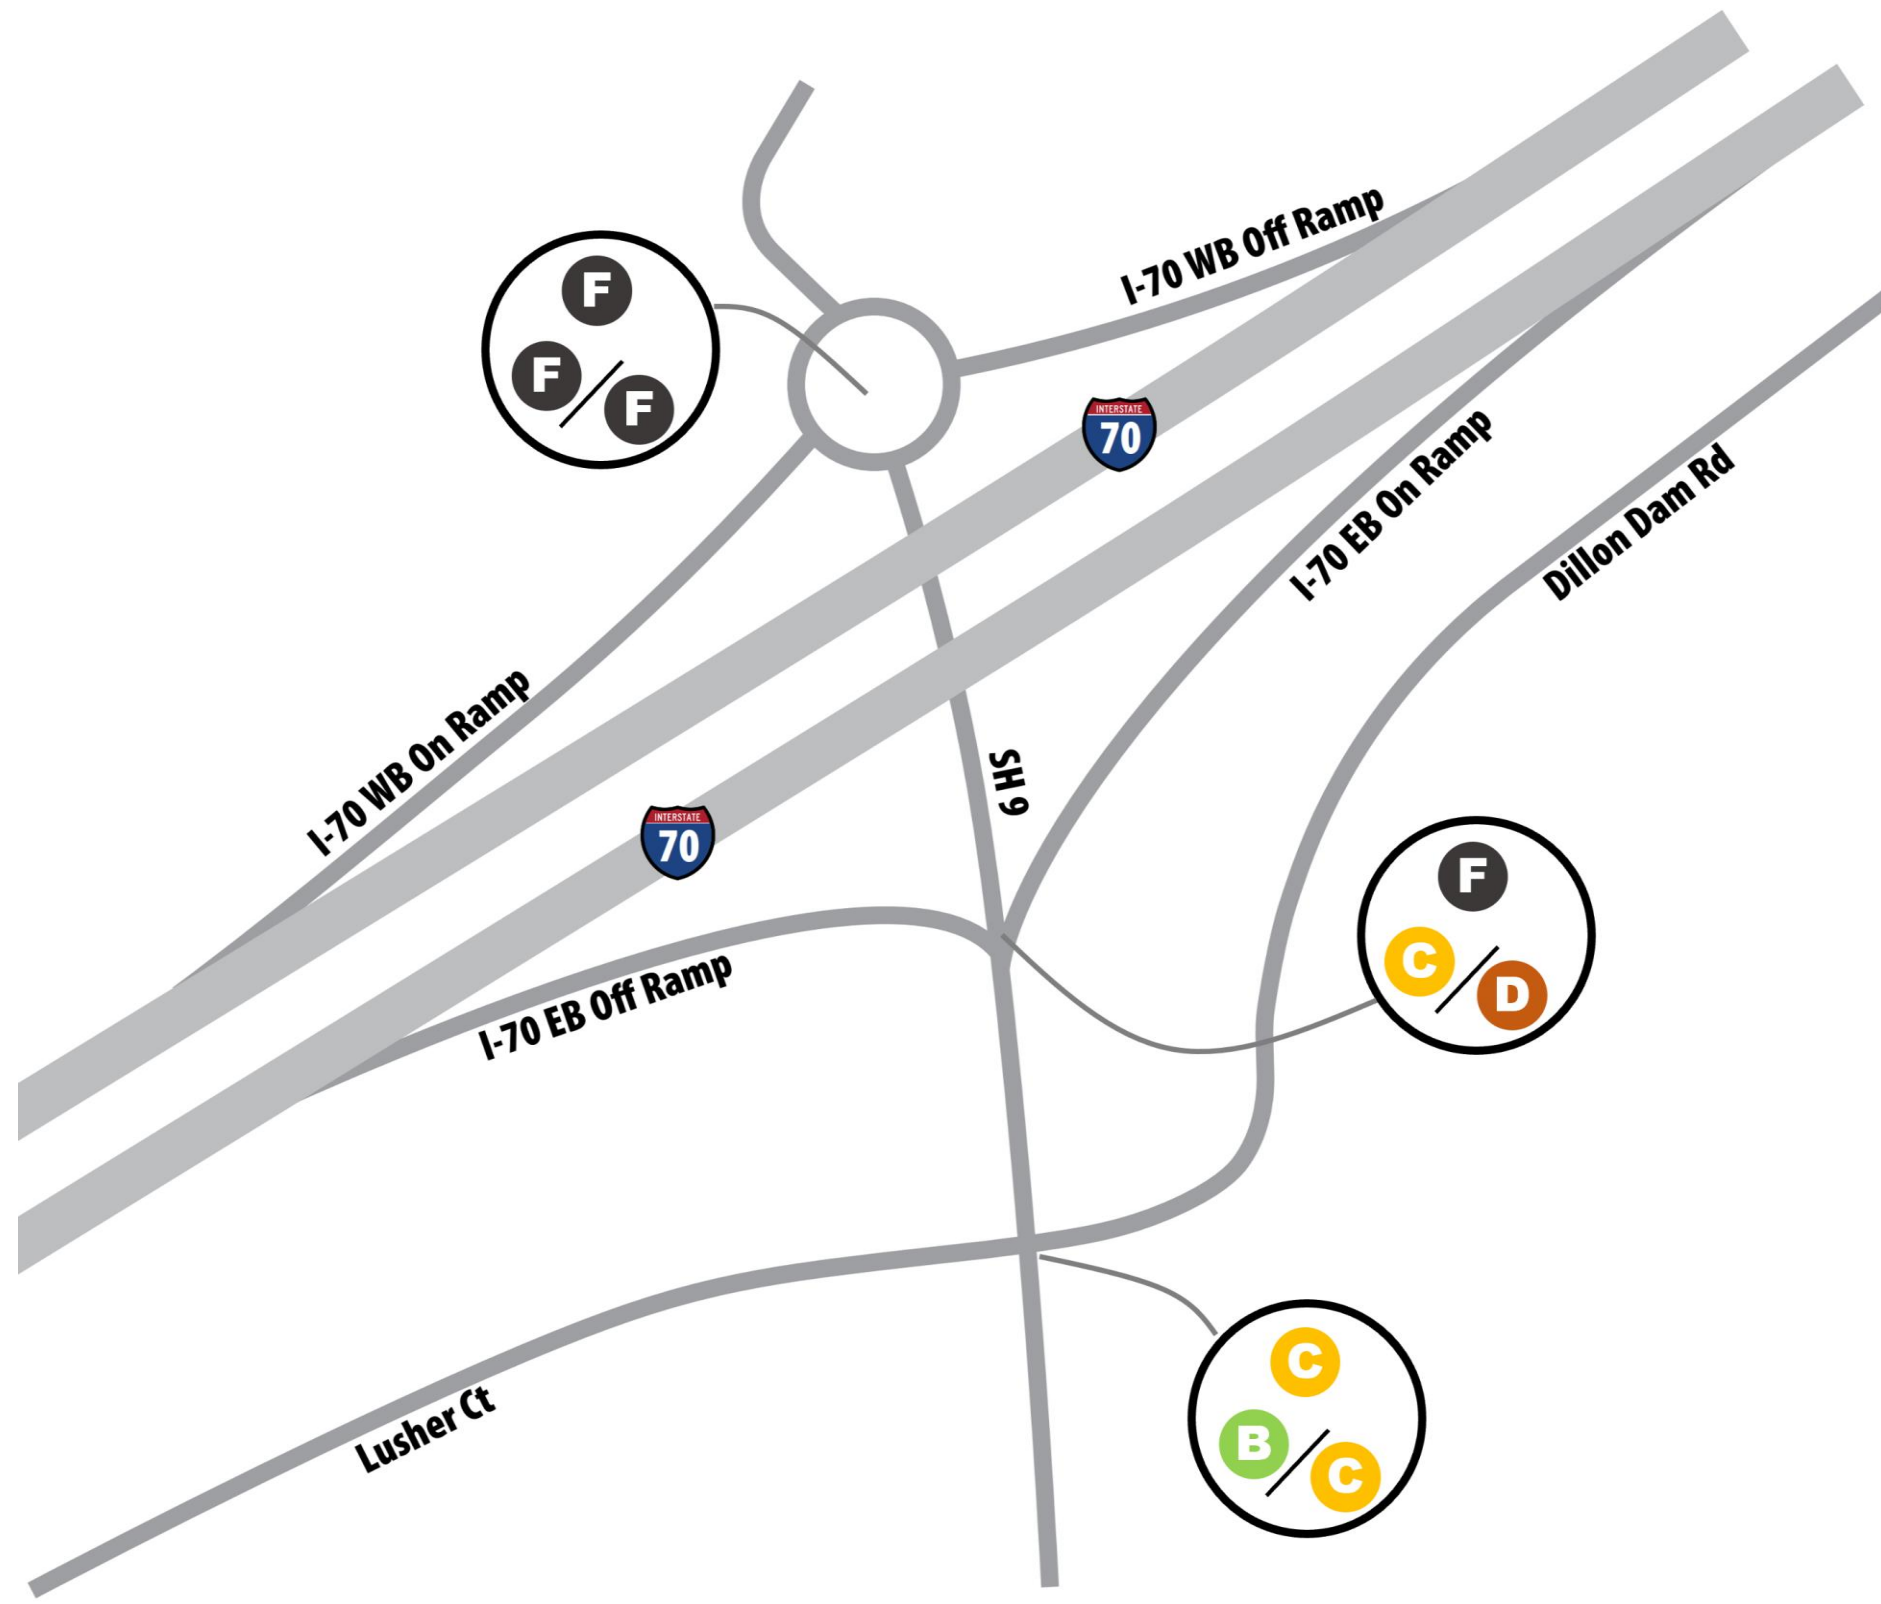 I-70 WB Off Ramp
F
F / F
INTERSTATE
70
I-70 EB On Ramp
Dillon Dam Rd
I-70 WB On Ramp
SH 9
INTERSTATE
70
F
C / D
I-70 EB Off Ramp
C
B / C
Lusher Ct